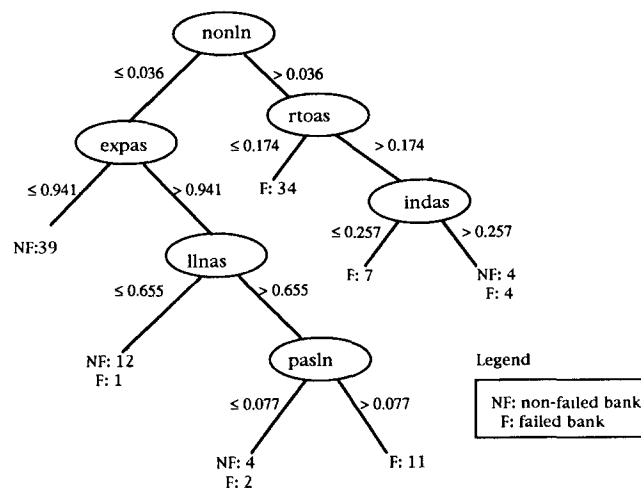 nonln
≤ 0.036
> 0.036
rtoas
expas
≤ 0.174
> 0.174
≤ 0.941
> 0.941
F: 34
indas
NF:39
≤ 0.257
> 0.257
llnas
F: 7
NF: 4
F: 4
≤ 0.655
> 0.655
NF: 12
F: 1
pasln
Legend
≤ 0.077
> 0.077
NF: non-failed bank
F: failed bank
NF: 4
F: 2
F: 11